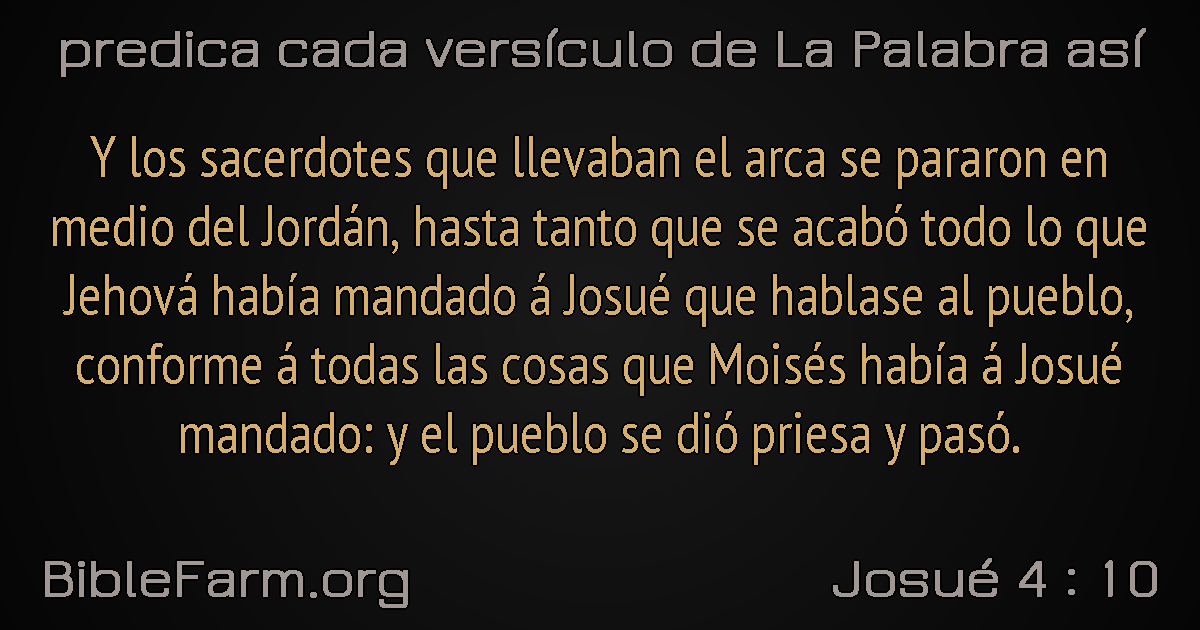 predica cada versículo de La Palabra así
Y los sacerdotes que llevaban el arca se pararon en
medio del Jordán, hasta tanto que se acabó todo lo que
Jehová había mandado á Josué que hablase al pueblo,
conforme á todas las cosas que Moisés había á Josué
mandado: y el pueblo se dió priesa y pasó.
BibleFarm.org
Josué 4 : 10